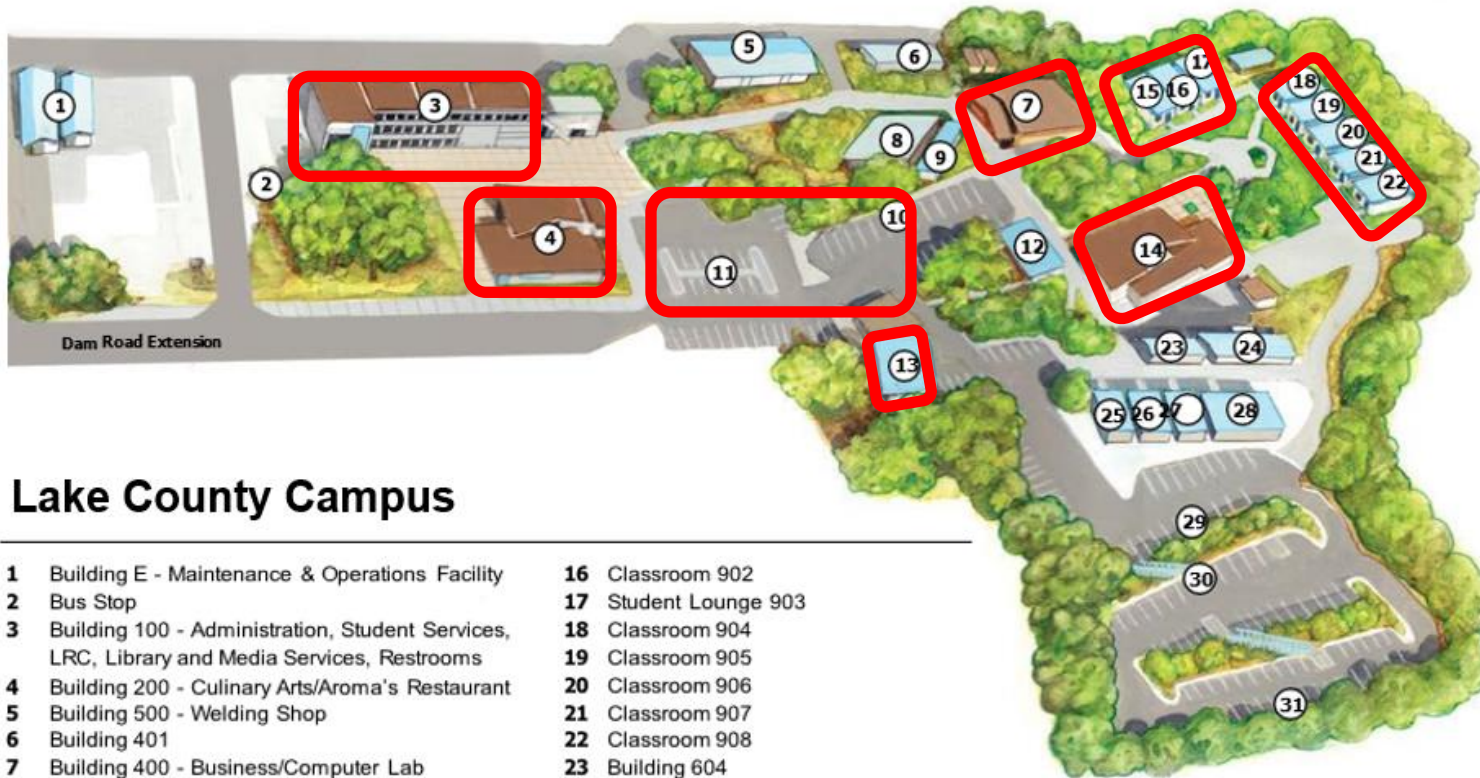 1
2
3
4
5
6
7
8
9
10
11
12
13
14
15
16
17
18
19
20
21
22
23
24
25
26
27
28
29
30
31
Dam Road Extension
Lake County Campus
1 Building E - Maintenance & Operations Facility
2 Bus Stop
3 Building 100 - Administration, Student Services,
LRC, Library and Media Services, Restrooms
4 Building 200 - Culinary Arts/Aroma's Restaurant
5 Building 500 - Welding Shop
6 Building 401
7 Building 400 - Business/Computer Lab
16 Classroom 902
17 Student Lounge 903
18 Classroom 904
19 Classroom 905
20 Classroom 906
21 Classroom 907
22 Classroom 908
23 Building 604